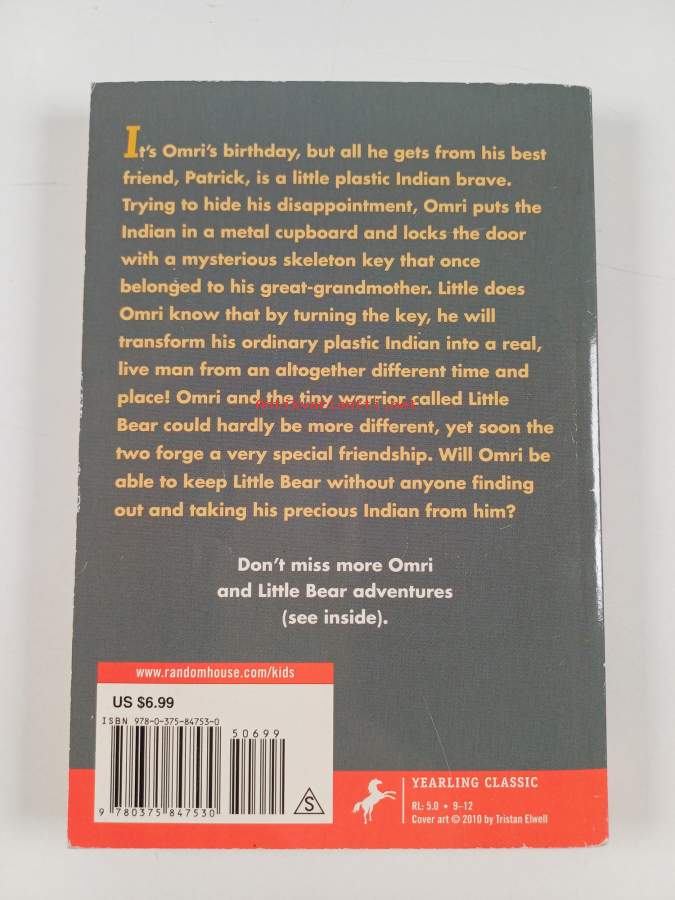 It's Omri's birthday, but all he gets from his best
friend, Patrick, is a little plastic Indian brave.
Trying to hide his disappointment, Omri puts the
Indian in a metal cupboard and locks the door
with a mysterious skeleton key that once
belonged to his great-grandmother. Little does
Omri know that by turning the key, he will
transform his ordinary plastic Indian into a real,
live man from an altogether different time and
place! Omri and the tiny warrior called Little
Bear could hardly be more different, yet soon the
two forge a very special friendship. Will Omri be
able to keep Little Bear without anyone finding
out and taking his precious Indian from him?
Don't miss more Omri
and Little Bear adventures
(see inside).
www.randomhouse.com/kids
US $6.99
ISBN 978-0-375-84753-0
50699
9 780375 847530
S
YEARLING CLASSIC
RL: 5.0 • 9–12
Cover art © 2010 by Tristan Elwell